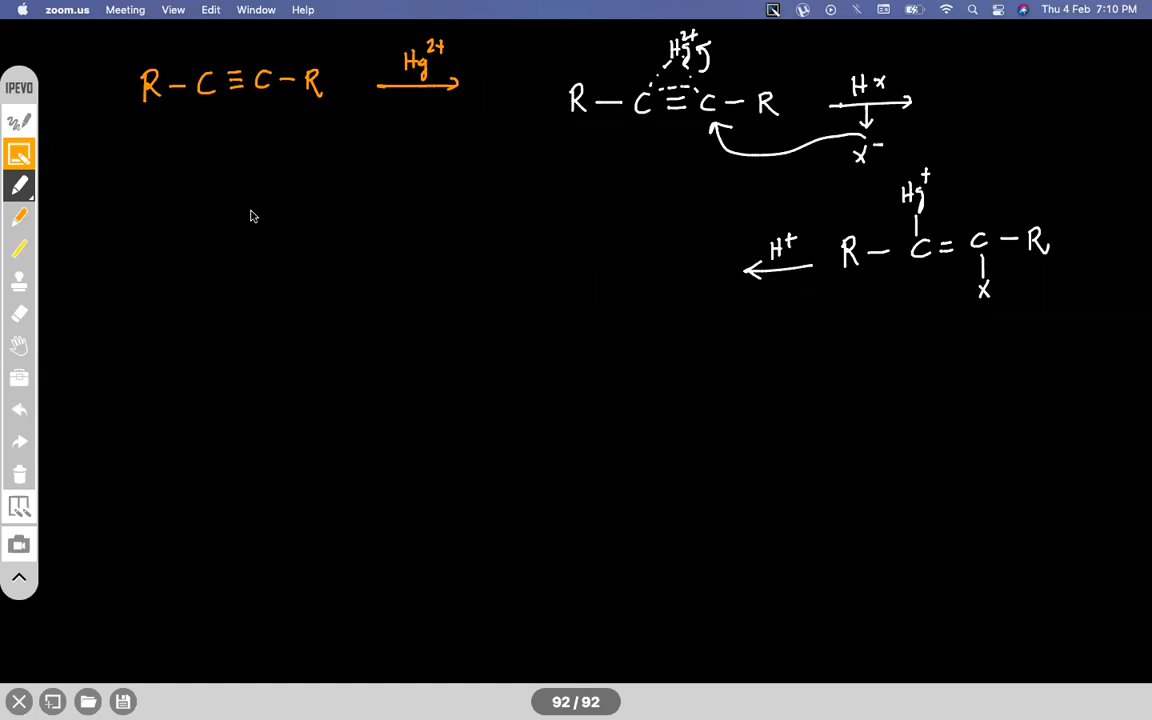 zoom.us Meeting View Edit Window Help Thu 4 Feb 7:10 PM
IPEVO
R – C ≡ C – R Hg²⁺
Hg²⁺
R – C ≡ C – R HX
X⁻
Hg⁺
H⁺ R – C = C – R
X
92 / 92